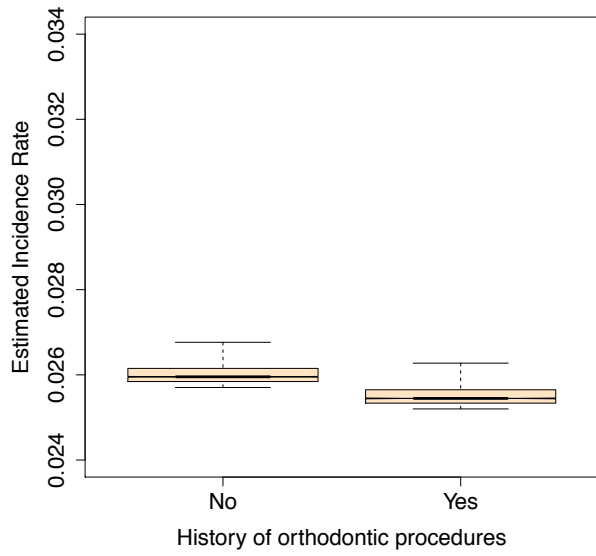 Estimated Incidence Rate
0.034
0.032
0.030
0.028
0.026
0.024
No Yes
History of orthodontic procedures